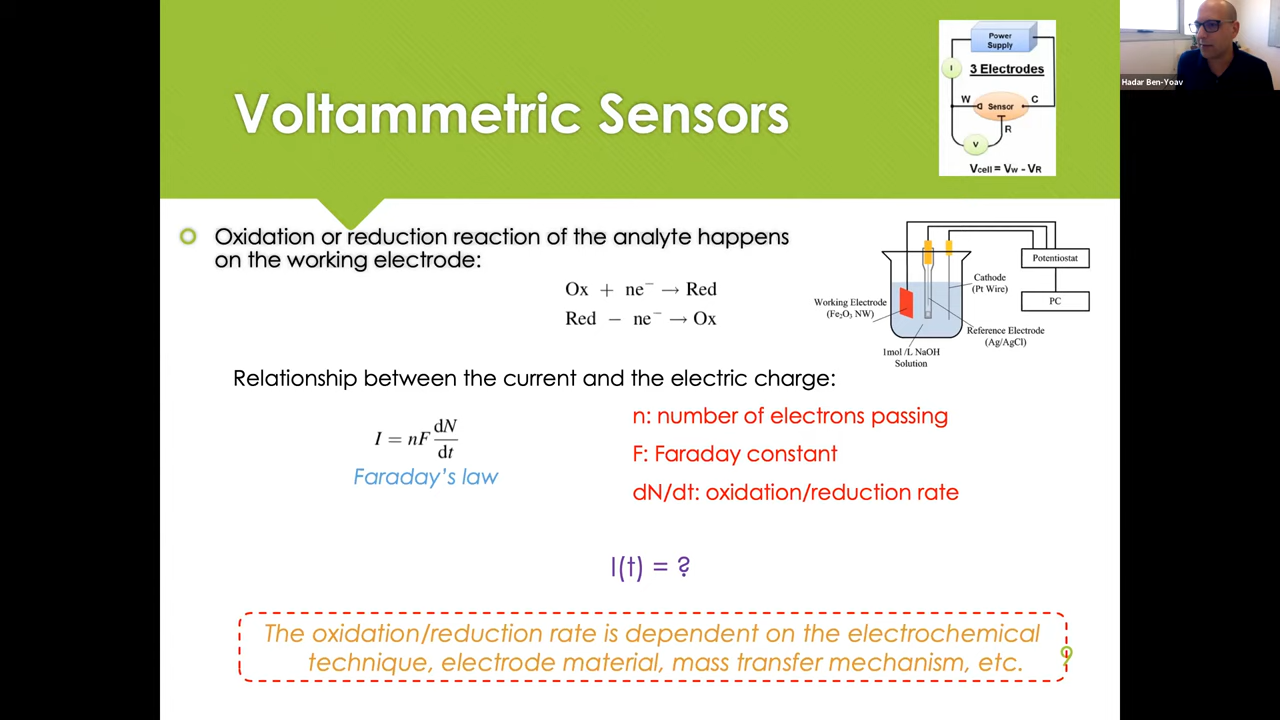 Voltammetric Sensors
Power
Supply
I
3 Electrodes
W
Sensor
C
R
V
Vcell = Vw - VR
Hadar Ben-Yoav
Oxidation or reduction reaction of the analyte happens
on the working electrode:
Ox + ne⁻ → Red
Red − ne⁻ → Ox
Potentiostat
PC
Cathode
(Pt Wire)
Working Electrode
(Fe₂O₃ NW)
Reference Electrode
(Ag/AgCl)
1mol /L NaOH
Solution
Relationship between the current and the electric charge:
I = nF dN/dt
Faraday's law
n: number of electrons passing
F: Faraday constant
dN/dt: oxidation/reduction rate
I(t) = ?
The oxidation/reduction rate is dependent on the electrochemical
technique, electrode material, mass transfer mechanism, etc.
9